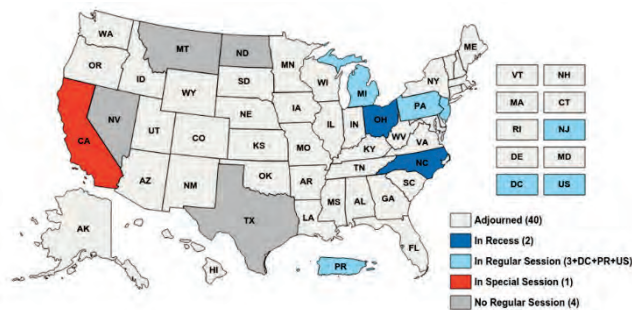 WA
MT
ND
ME
OR
ID
MN
WI
NY
SD
WY
MI
VT NH
MA CT
RI NJ
DE MD
DC US
NV
NE
IA
PA
IL
IN
OH
UT
CO
KS
MO
WV
VA
KY
CA
NC
TN
AZ
NM
OK
AR
SC
MS
AL
GA
TX
LA
AK
FL
HI
PR
Adjourned (40)
In Recess (2)
In Regular Session (3+DC+PR+US)
In Special Session (1)
No Regular Session (4)